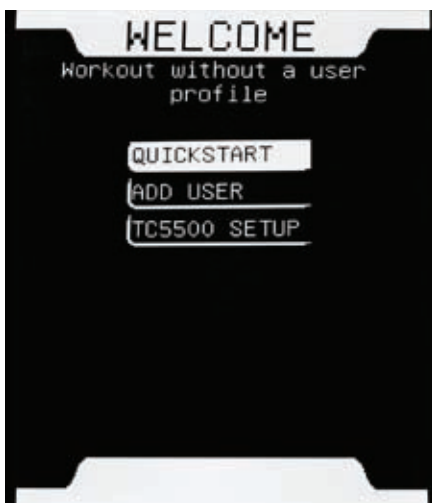 WELCOME
Workout without a user
profile
QUICKSTART
ADD USER
TC5500 SETUP